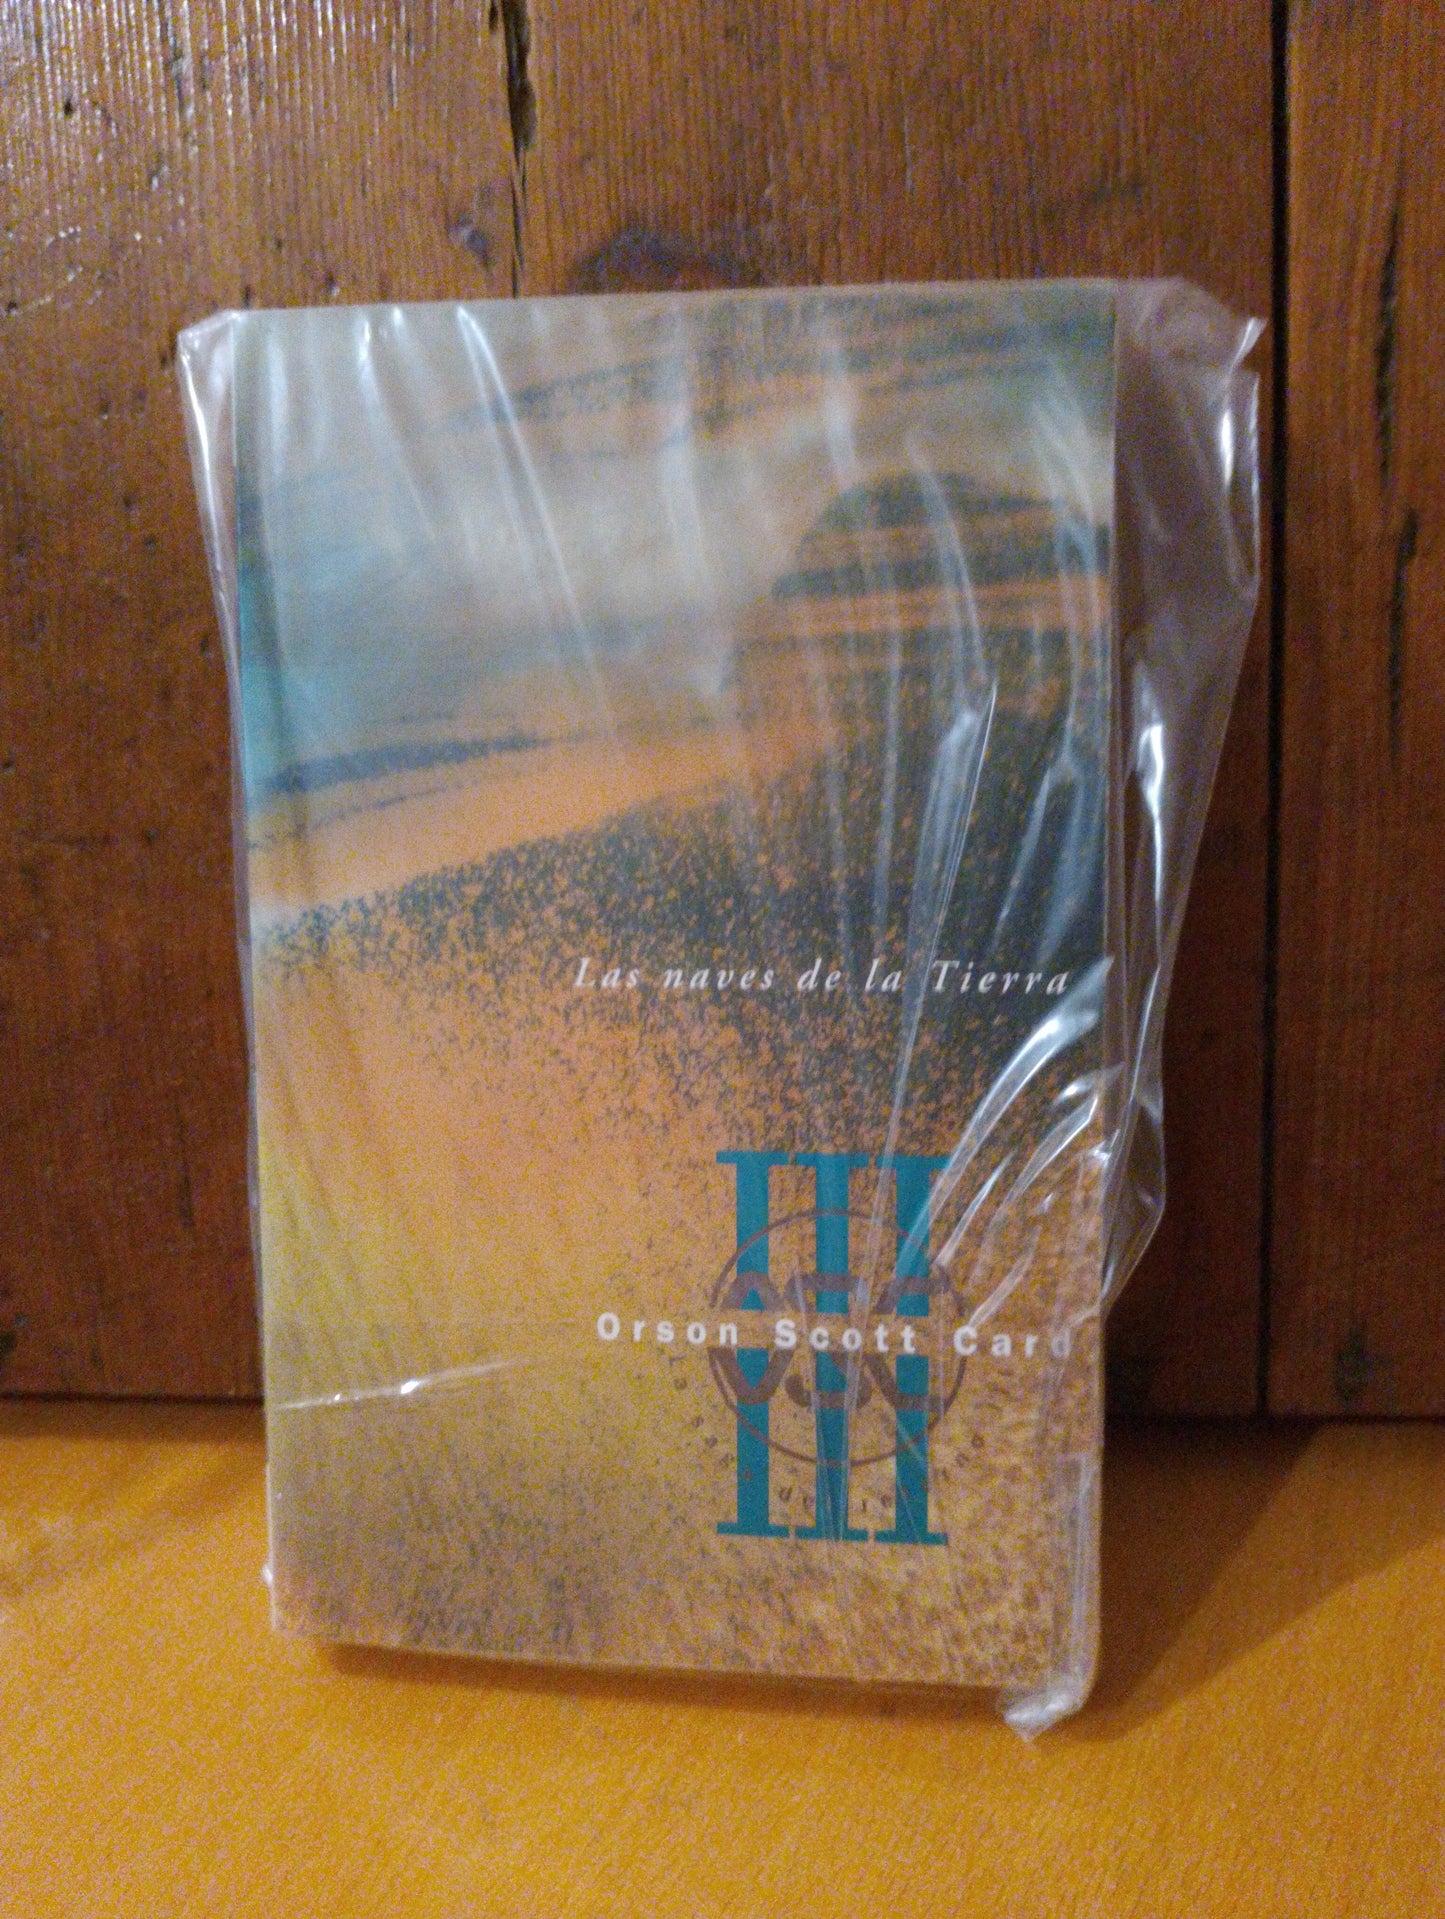 Las naves de la Tierra
III
Orson Scott Card